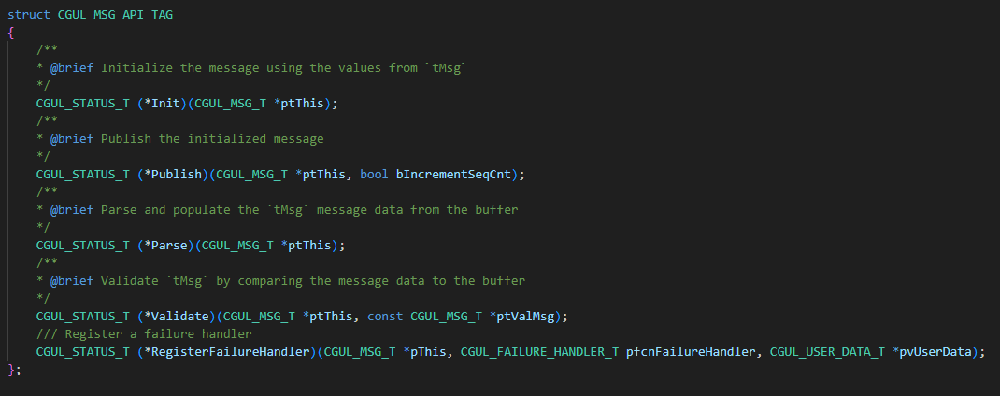 struct CGUL_MSG_API_TAG
{
/**
* @brief Initialize the message using the values from `tMsg`
*/
CGUL_STATUS_T (*Init)(CGUL_MSG_T *ptThis);
/**
* @brief Publish the initialized message
*/
CGUL_STATUS_T (*Publish)(CGUL_MSG_T *ptThis, bool bIncrementSeqCnt);
/**
* @brief Parse and populate the `tMsg` message data from the buffer
*/
CGUL_STATUS_T (*Parse)(CGUL_MSG_T *ptThis);
/**
* @brief Validate `tMsg` by comparing the message data to the buffer
*/
CGUL_STATUS_T (*Validate)(CGUL_MSG_T *ptThis, const CGUL_MSG_T *ptValMsg);
/// Register a failure handler
CGUL_STATUS_T (*RegisterFailureHandler)(CGUL_MSG_T *pThis, CGUL_FAILURE_HANDLER_T pfcnFailureHandler, CGUL_USER_DATA_T *pvUserData);
};